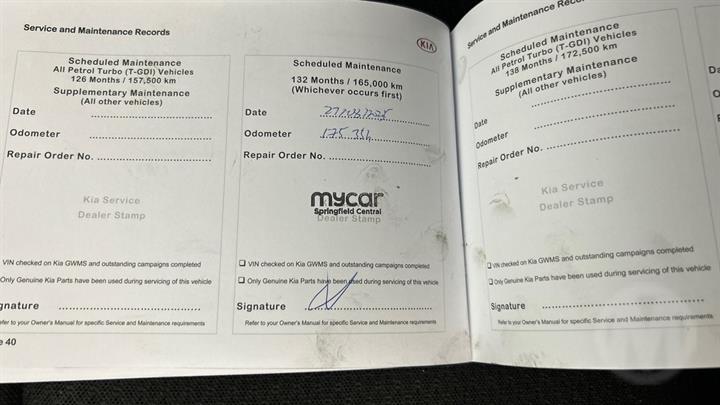 Service and Maintenance Records
Scheduled Maintenance
All Petrol Turbo (T-GDI) Vehicles
126 Months / 157,500 km
Supplementary Maintenance
(All other vehicles)
Date
Odometer
Repair Order No.
Kia Service
Dealer Stamp
VIN checked on Kia GWMS and outstanding campaigns completed
Only Genuine Kia Parts have been used during servicing of this vehicle
gnature
efer to your Owner's Manual for specific Service and Maintenance requirements
e 40
KIA
Scheduled Maintenance
132 Months / 165,000 km
(Whichever occurs first)
Date
Odometer 175 354
Repair Order No.
mycar
Springfield Central
Dealer Stamp
VIN checked on Kia GWMS and outstanding campaigns completed
Only Genuine Kia Parts have been used during servicing of this vehicle
Signature
Refer to your Owner's Manual for specific Service and Maintenance requirements
Service and Maintenance Reco
Scheduled Maintenance
All Petrol Turbo (T-GDI) Vehicles
138 Months / 172,500 km
Supplementary Maintenance
(All other vehicles)
Date
Odometer
Repair Order No.
Kia Service
Dealer Stamp
VIN checked on Kia GWMS and outstanding campaigns completed
Only Genuine Kia Parts have been used during servicing of this vehicle
Signature
Refer to your Owner's Manual for specific Service and Maintenance requirements
Da
Od
Re